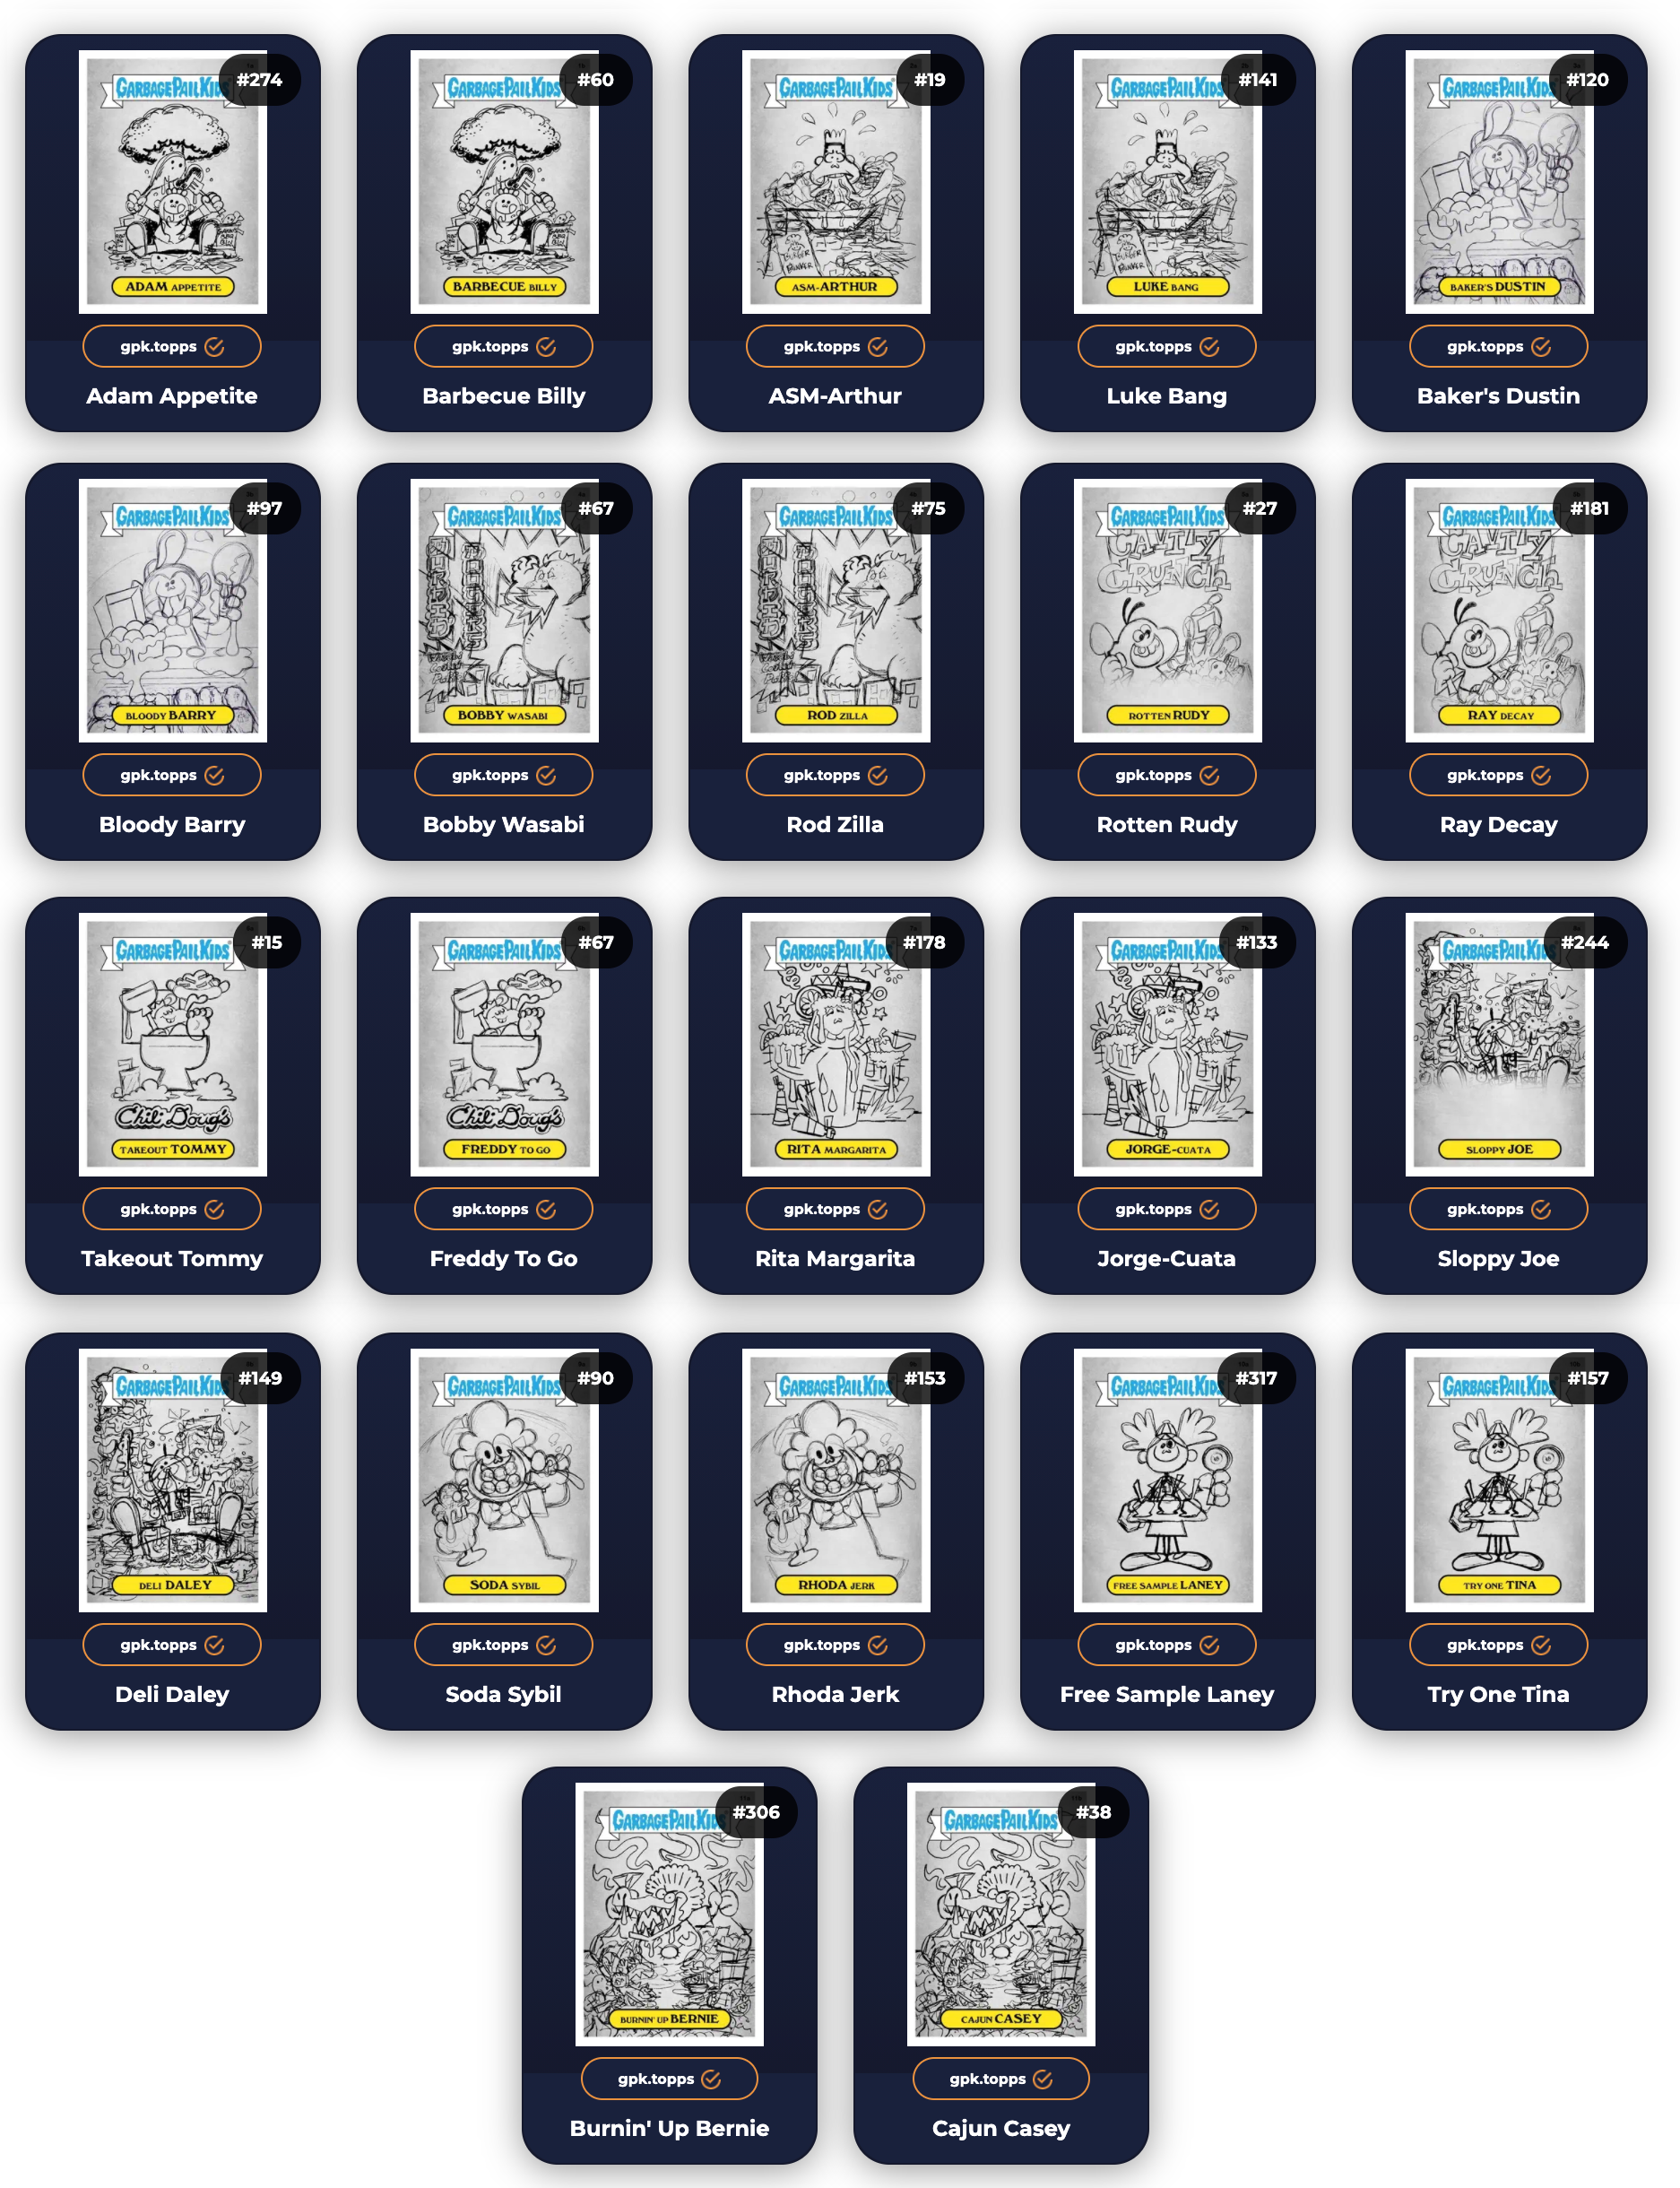 GARBAGE PAIL KIDS
#274
ADAM APPETITE
gpk.topps
Adam Appetite
GARBAGE PAIL KIDS
#60
BARBECUE BILLY
gpk.topps
Barbecue Billy
GARBAGE PAIL KIDS
#19
BURGER
BUNKER
ASM-ARTHUR
gpk.topps
ASM-Arthur
GARBAGE PAIL KIDS
#141
BURGER
BUNKER
LUKE BANG
gpk.topps
Luke Bang
GARBAGE PAIL KIDS
#120
BAKER'S DUSTIN
gpk.topps
Baker's Dustin
GARBAGE PAIL KIDS
#97
BLOODY BARRY
gpk.topps
Bloody Barry
GARBAGE PAIL KIDS
#67
BOBBY WASABI
gpk.topps
Bobby Wasabi
GARBAGE PAIL KIDS
#75
ROD ZILLA
gpk.topps
Rod Zilla
GARBAGE PAIL KIDS
#27
CAVITY
CRUNCH
ROTTEN RUDY
gpk.topps
Rotten Rudy
GARBAGE PAIL KIDS
#181
CAVITY
CRUNCH
RAY DECAY
gpk.topps
Ray Decay
GARBAGE PAIL KIDS
#15
Chili Doug's
TAKEOUT TOMMY
gpk.topps
Takeout Tommy
GARBAGE PAIL KIDS
#67
Chili Doug's
FREDDY TO GO
gpk.topps
Freddy To Go
GARBAGE PAIL KIDS
#178
RITA MARGARITA
gpk.topps
Rita Margarita
GARBAGE PAIL KIDS
#133
JORGE-CUATA
gpk.topps
Jorge-Cuata
GARBAGE PAIL KIDS
#244
SLOPPY JOE
gpk.topps
Sloppy Joe
GARBAGE PAIL KIDS
#149
DELI DALEY
gpk.topps
Deli Daley
GARBAGE PAIL KIDS
#90
SODA SYBIL
gpk.topps
Soda Sybil
GARBAGE PAIL KIDS
#153
RHODA JERK
gpk.topps
Rhoda Jerk
GARBAGE PAIL KIDS
#317
FREE SAMPLE LANEY
gpk.topps
Free Sample Laney
GARBAGE PAIL KIDS
#157
TRY ONE TINA
gpk.topps
Try One Tina
GARBAGE PAIL KIDS
#306
BURNIN' UP BERNIE
gpk.topps
Burnin' Up Bernie
GARBAGE PAIL KIDS
#38
CAJUN CASEY
gpk.topps
Cajun Casey